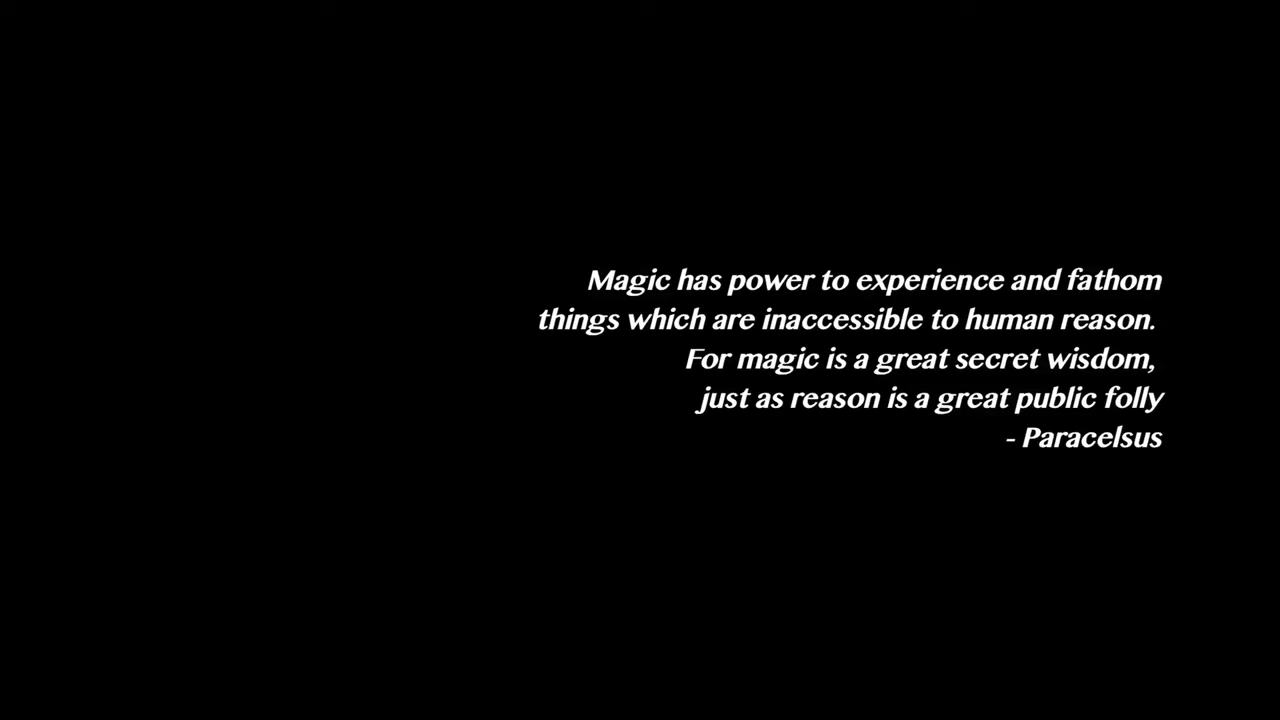 Magic has power to experience and fathom
things which are inaccessible to human reason.
For magic is a great secret wisdom,
just as reason is a great public folly
- Paracelsus